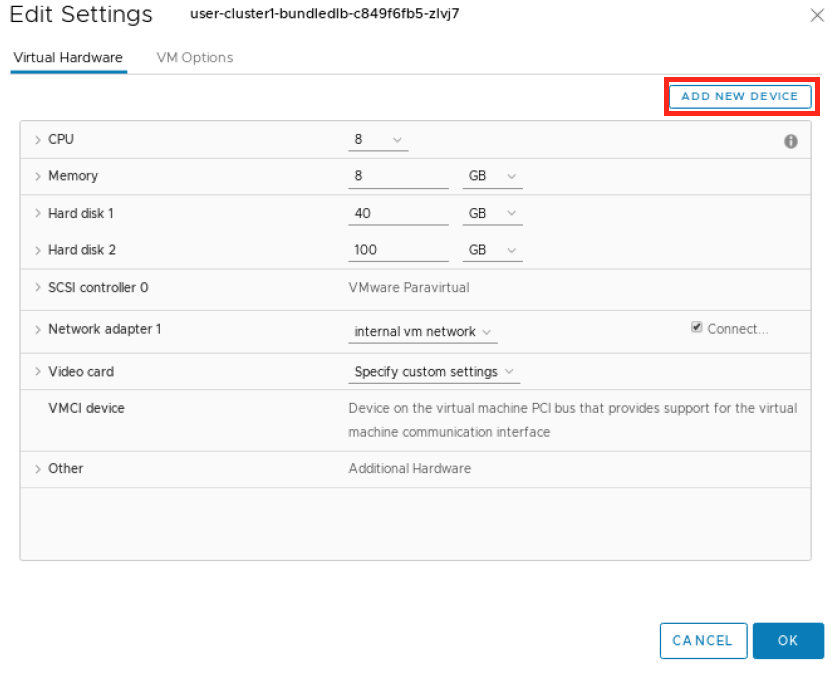 Edit Settings user-cluster1-bundledlb-c849f6fb5-zlvj7
Virtual Hardware VM Options
ADD NEW DEVICE
CPU 8
Memory 8 GB
Hard disk 1 40 GB
Hard disk 2 100 GB
SCSI controller 0 VMware Paravirtual
Network adapter 1 internal vm network Connect...
Video card Specify custom settings
VMCI device Device on the virtual machine PCI bus that provides support for the virtual
machine communication interface
Other Additional Hardware
CANCEL OK